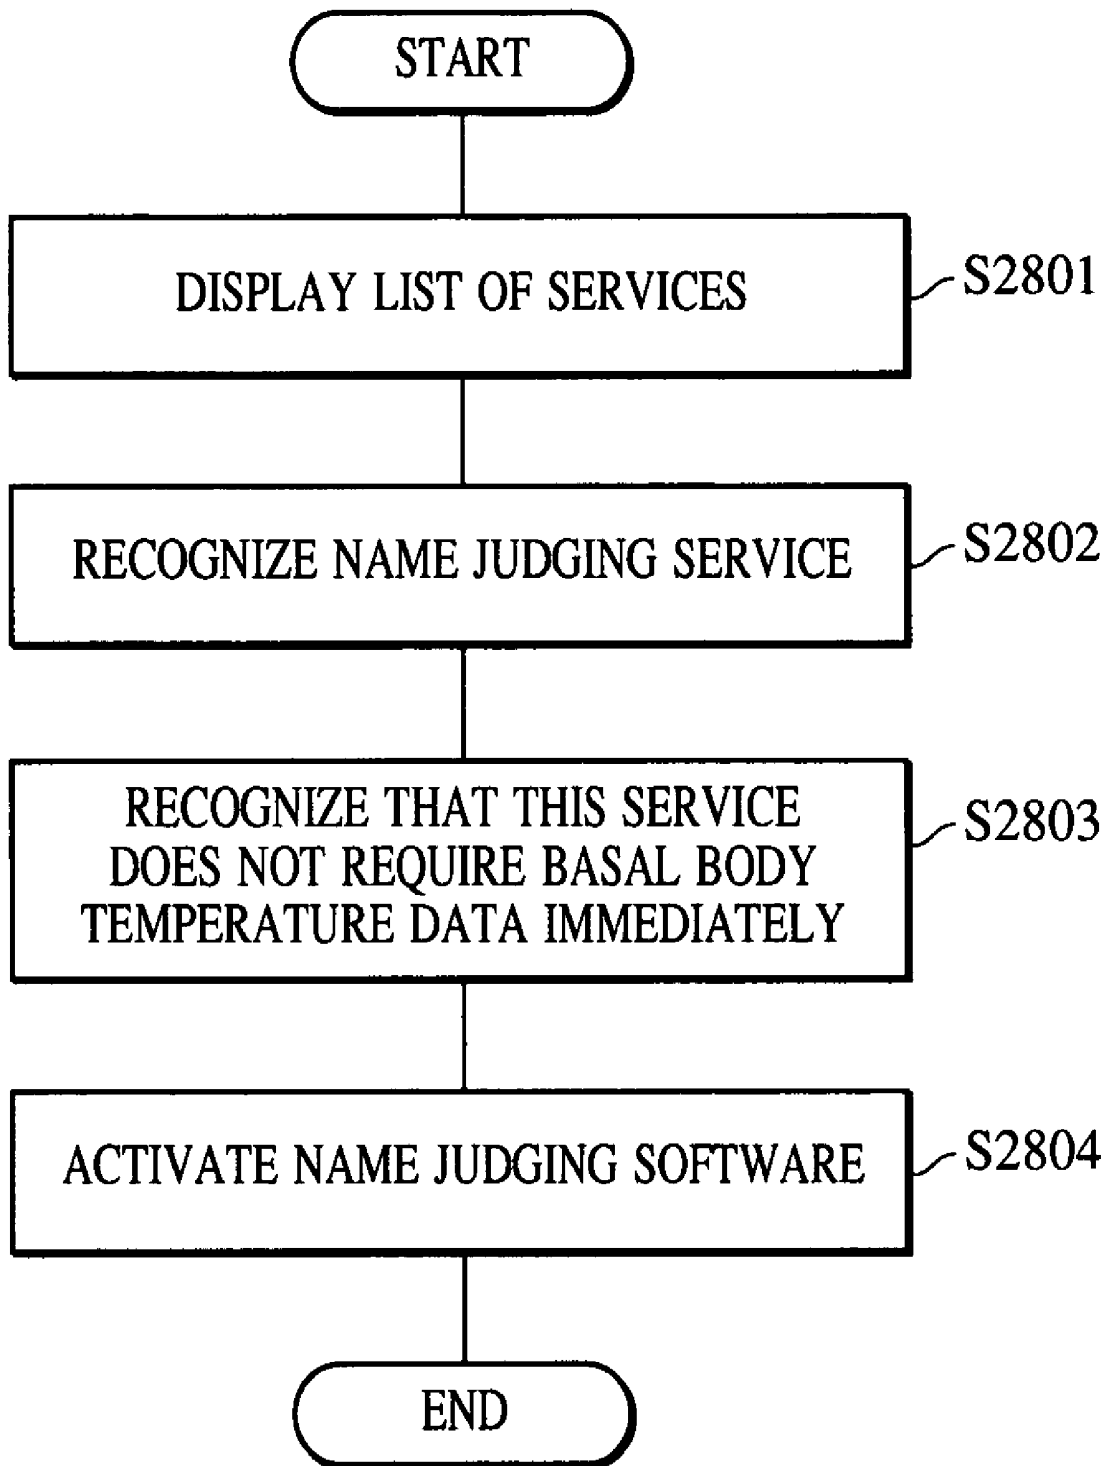 START
DISPLAY LIST OF SERVICES
S2801
RECOGNIZE NAME JUDGING SERVICE
S2802
RECOGNIZE THAT THIS SERVICE
DOES NOT REQUIRE BASAL BODY
TEMPERATURE DATA IMMEDIATELY
S2803
ACTIVATE NAME JUDGING SOFTWARE
S2804
END